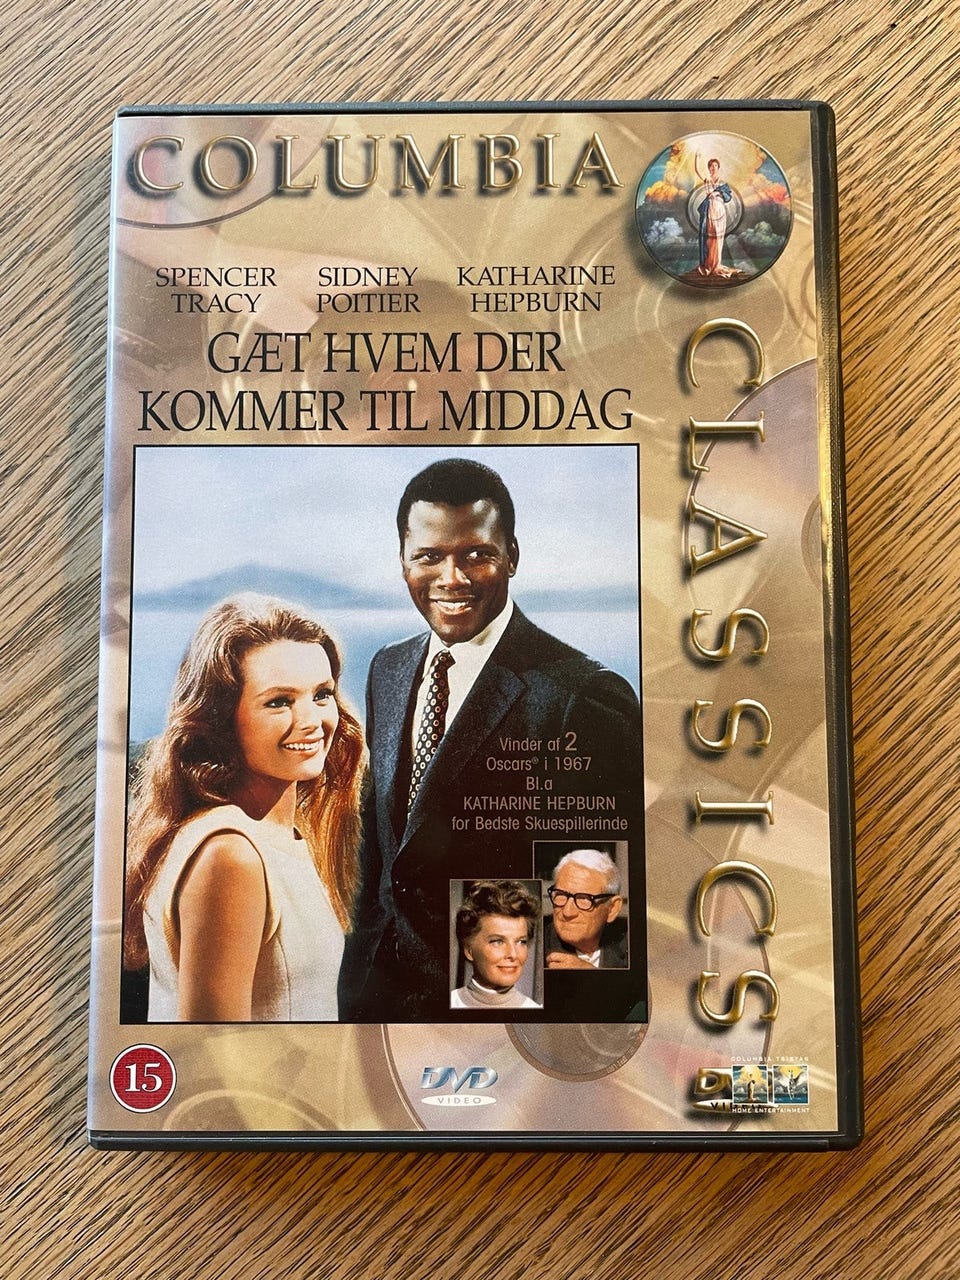 COLUMBIA
CLASSICS
SPENCER TRACY
SIDNEY POITIER
KATHARINE HEPBURN
GÆT HVEM DER
KOMMER TIL MIDDAG
Vinder af 2
Oscars® i 1967
Bl.a
KATHARINE HEPBURN
for Bedste Skuespillerinde
15
DVD
VIDEO
COLUMBIA TRISTAR
HOME ENTERTAINMENT